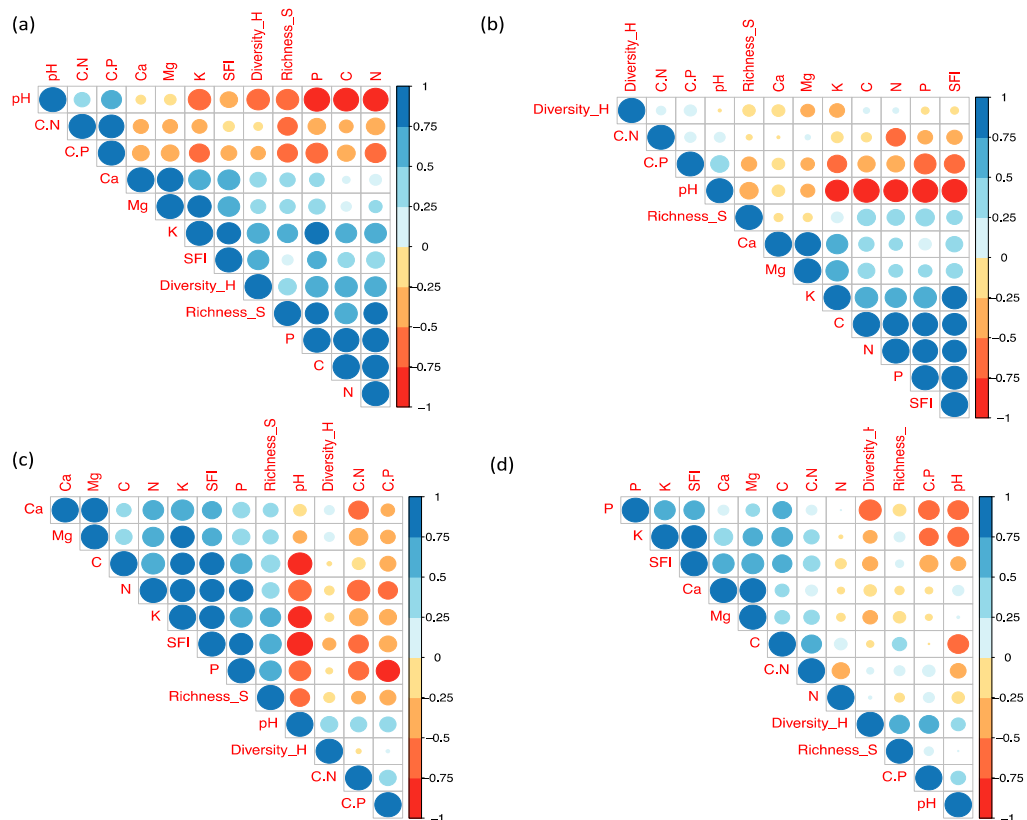 (a)
pH C.N C.P Ca Mg K SFI Diversity_H Richness_S P C N
pH
C.N
C.P
Ca
Mg
K
SFI
Diversity_H
Richness_S
P
C
N
1
0.75
0.5
0.25
0
−0.25
−0.5
−0.75
−1
(b)
Diversity_H C.N C.P pH Richness_S Ca Mg K C N P SFI
Diversity_H
C.N
C.P
pH
Richness_S
Ca
Mg
K
C
N
P
SFI
1
0.75
0.5
0.25
0
−0.25
−0.5
−0.75
−1
(c)
Ca Mg C N K SFI P Richness_S pH Diversity_H C.N C.P
Ca
Mg
C
N
K
SFI
P
Richness_S
pH
Diversity_H
C.N
C.P
1
0.75
0.5
0.25
0
−0.25
−0.5
−0.75
−1
(d)
P K SFI Ca Mg C C.N N Diversity_ Richness_ C.P pH
P
K
SFI
Ca
Mg
C
C.N
N
Diversity_H
Richness_S
C.P
pH
1
0.75
0.5
0.25
0
−0.25
−0.5
−0.75
−1